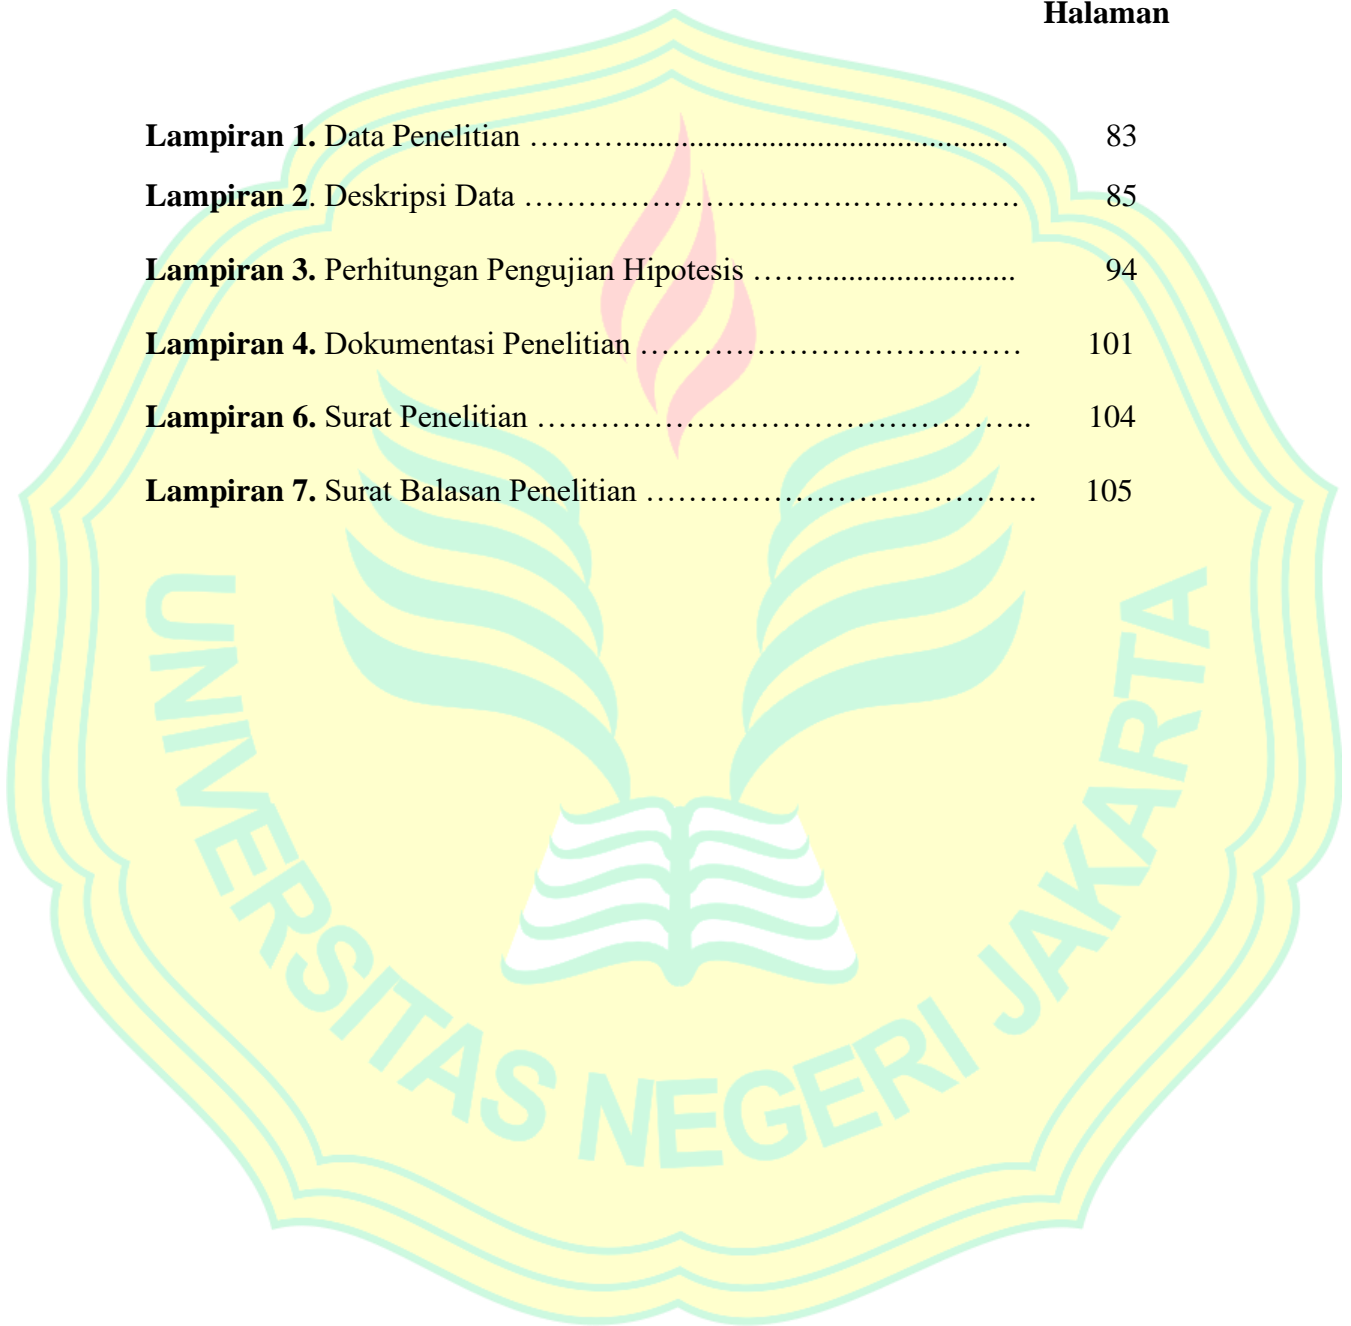 Halaman
Lampiran 1. Data Penelitian ………............................................ 83
Lampiran 2. Deskripsi Data ………………………….……………. 85
Lampiran 3. Perhitungan Pengujian Hipotesis ……....................... 94
Lampiran 4. Dokumentasi Penelitian ……………………………… 101
Lampiran 6. Surat Penelitian ……………………………………….. 104
Lampiran 7. Surat Balasan Penelitian ………………………………. 105
UNIVERSITAS NEGERI JAKARTA